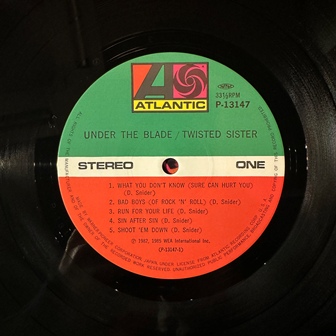 ATLANTIC
33⅓RPM
P-13147
UNDER THE BLADE / TWISTED SISTER
STEREO ONE
1. WHAT YOU DON'T KNOW (SURE CAN HURT YOU)
(D. Snider)
2. BAD BOYS (OF ROCK 'N' ROLL) (D. Snider)
3. RUN FOR YOUR LIFE (D. Snider)
4. SIN AFTER SIN (D. Snider)
5. SHOOT 'EM DOWN (D. Snider)
1985 WEA International Inc.